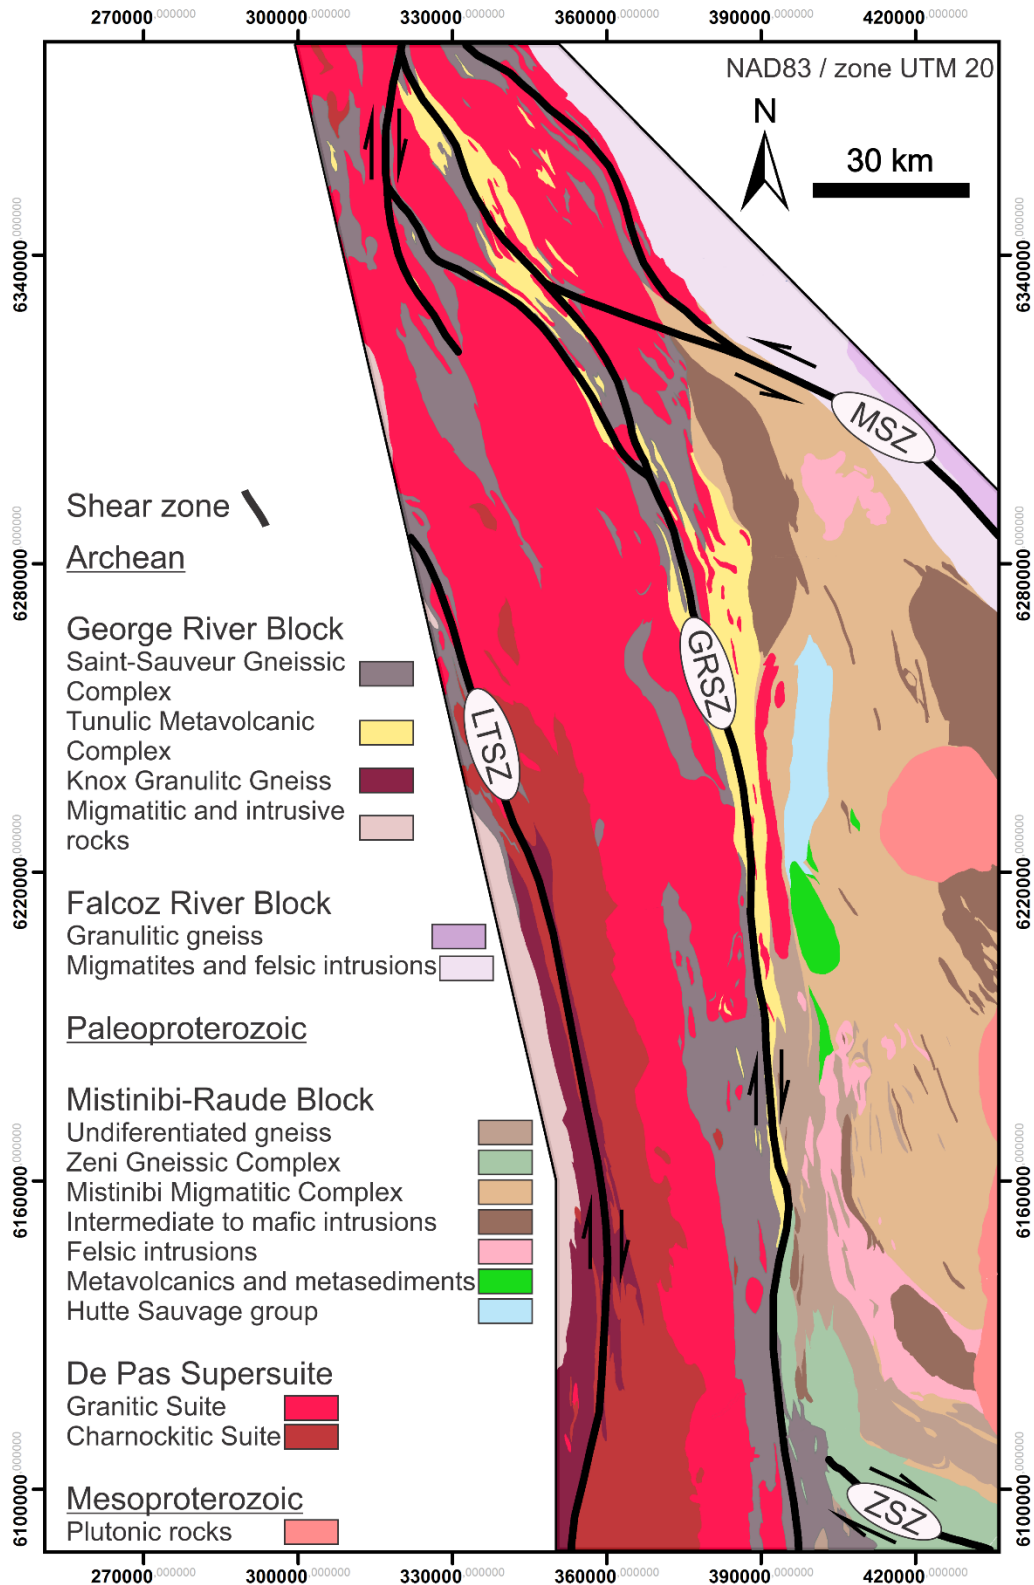 270000.000000 300000.000000 330000.000000 360000.000000 390000.000000 420000.000000
NAD83 / zone UTM 20
N
30 km
6340000.000000 6340000.000000
MSZ
Shear zone
Archean
6280000.000000 6280000.000000
George River Block
Saint-Sauveur Gneissic
Complex
Tunulic Metavolcanic
Complex
Knox Granulitc Gneiss
Migmatitic and intrusive
rocks
GRSZ
LTSZ
6220000.000000 6220000.000000
Falcoz River Block
Granulitic gneiss
Migmatites and felsic intrusions
Paleoproterozoic
Mistinibi-Raude Block
Undiferentiated gneiss
Zeni Gneissic Complex
Mistinibi Migmatitic Complex
Intermediate to mafic intrusions
Felsic intrusions
Metavolcanics and metasediments
Hutte Sauvage group
6160000.000000 6160000.000000
De Pas Supersuite
Granitic Suite
Charnockitic Suite
Mesoproterozoic
Plutonic rocks
6100000.000000 6100000.000000
ZSZ
270000.000000 300000.000000 330000.000000 360000.000000 390000.000000 420000.000000